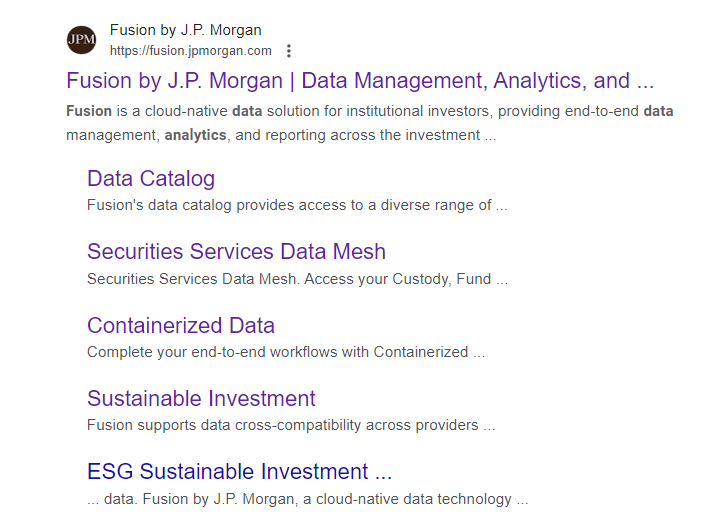 JPM
Fusion by J.P. Morgan
https://fusion.jpmorgan.com
Fusion by J.P. Morgan | Data Management, Analytics, and ...
Fusion is a cloud-native data solution for institutional investors, providing end-to-end data
management, analytics, and reporting across the investment ...
Data Catalog
Fusion's data catalog provides access to a diverse range of ...
Securities Services Data Mesh
Securities Services Data Mesh. Access your Custody, Fund ...
Containerized Data
Complete your end-to-end workflows with Containerized ...
Sustainable Investment
Fusion supports data cross-compatibility across providers ...
ESG Sustainable Investment ...
... data. Fusion by J.P. Morgan, a cloud-native data technology ...